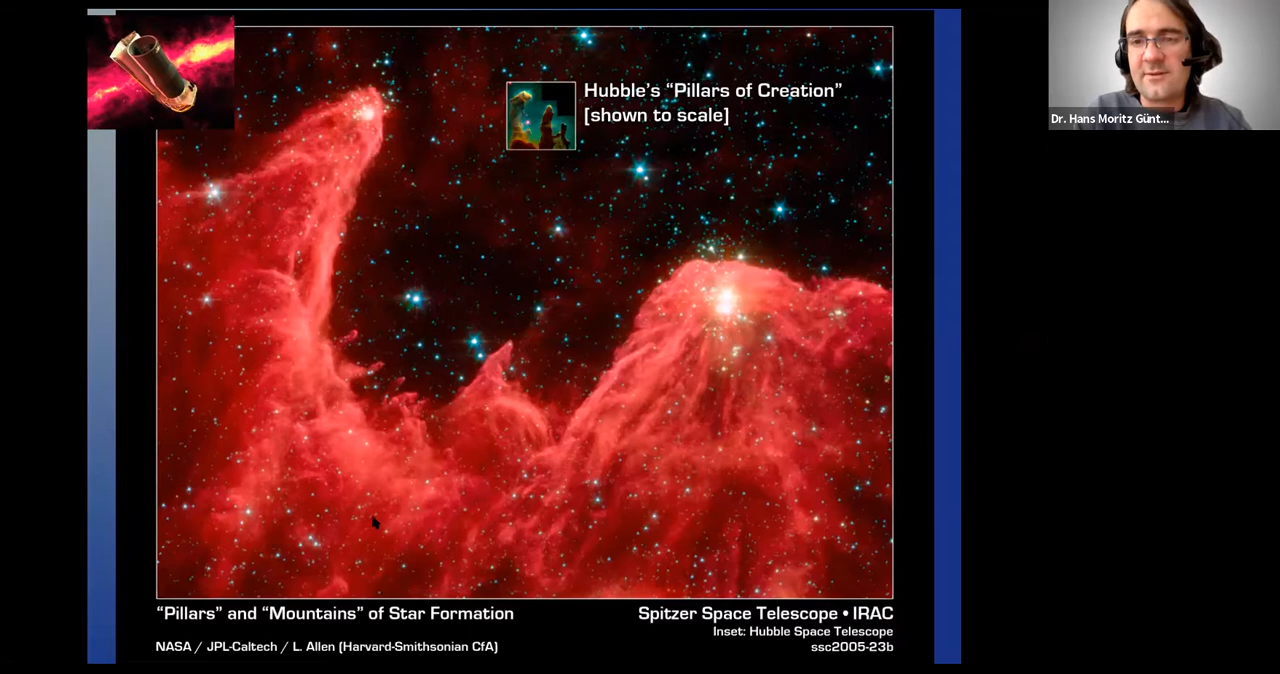 Hubble's “Pillars of Creation”
[shown to scale]
Dr. Hans Moritz Günt...
“Pillars” and “Mountains” of Star Formation
Spitzer Space Telescope • IRAC
Inset: Hubble Space Telescope
NASA / JPL-Caltech / L. Allen (Harvard-Smithsonian CfA)
ssc2005-23b